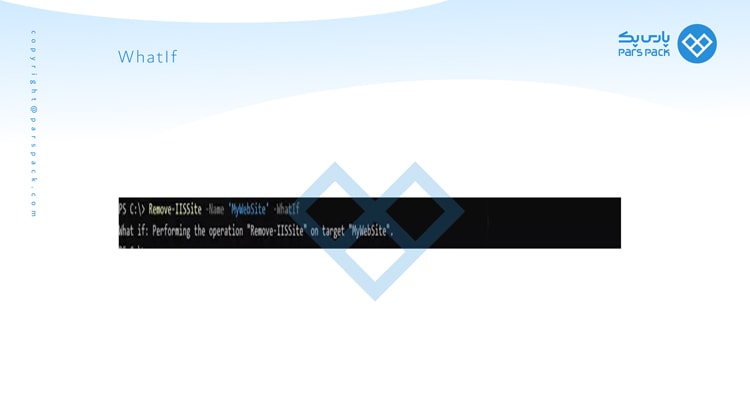 WhatIf
پارس پک
Pars Pack
copyright@parspack.com
PS C:\> Remove-IISSite -Name 'MyWebSite' -WhatIf
What if: Performing the operation "Remove-IISSite" on target "MyWebSite".